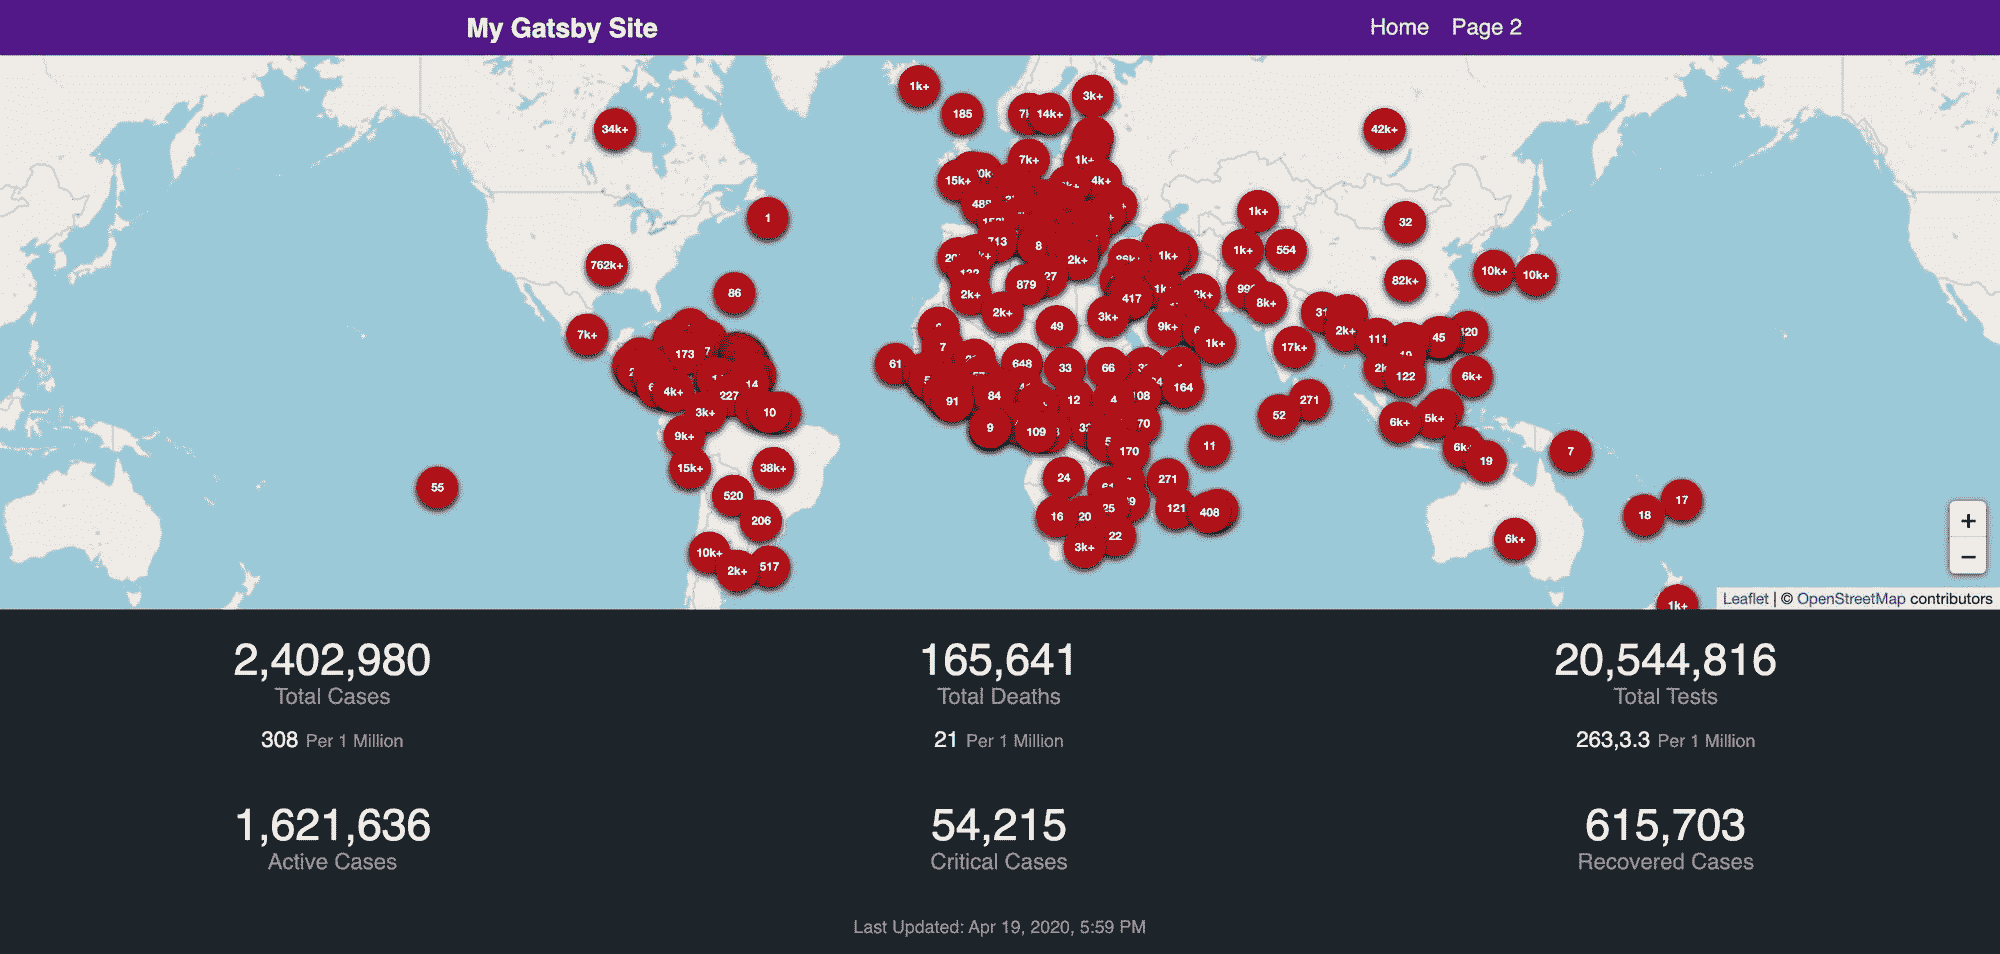 My Gatsby Site
Home Page 2
1k+
3k+
185
14k+
34k+
42k+
7k+
1k+
15k+
4k+
1
1k+
32
713
8
1k+
554
2k+
1k+
762k+
10k+
10k+
879
27
82k+
86
2k+
417
8k+
2k+
3k+
49
9k+
7k+
2k+
45
1k+
17k+
111
173
7
7
61
648
33
66
122
6k+
14
164
4k+
227
84
12
91
271
3k+
10
52
6k+
5k+
9
109
170
9k+
11
7
19
15k+
38k+
24
271
55
520
17
121
408
18
16
20
25
206
22
6k+
3k+
10k+
2k+
517
1k+
+
−
Leaflet | © OpenStreetMap contributors
2,402,980
Total Cases
308 Per 1 Million
165,641
Total Deaths
21 Per 1 Million
20,544,816
Total Tests
263,3.3 Per 1 Million
1,621,636
Active Cases
54,215
Critical Cases
615,703
Recovered Cases
Last Updated: Apr 19, 2020, 5:59 PM